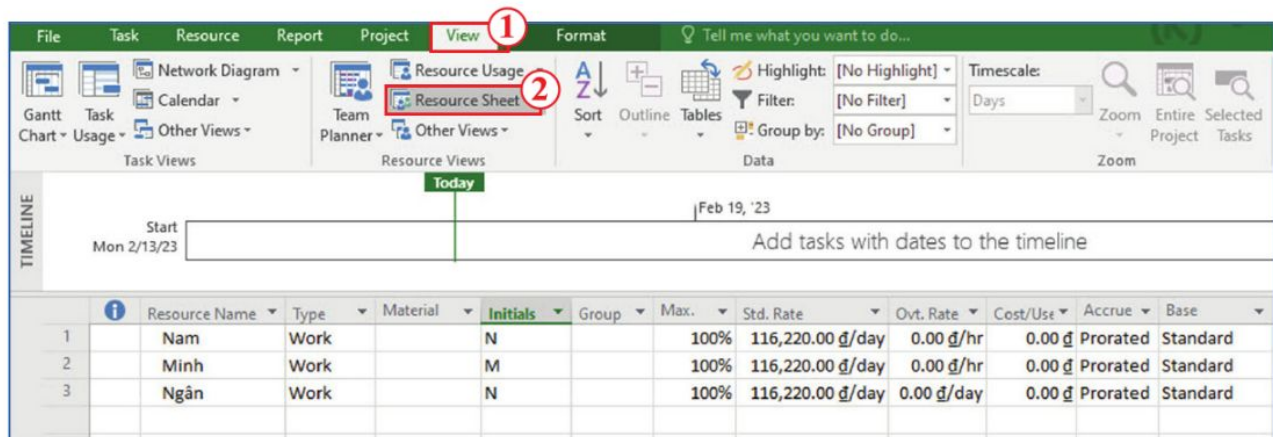 File Task Resource Report Project View 1 Format Tell me what you want to do...
Network Diagram Resource Usage Highlight: [No Highlight] Timescale:
Calendar Resource Sheet 2 Filter: [No Filter] Days
Gantt Chart Task Usage Other Views Team Planner Other Views A Z Sort Outline Tables Group by: [No Group] Zoom Entire Project Selected Tasks
Task Views Resource Views Data Zoom
Today
Feb 19, '23
TIMELINE
Start
Mon 2/13/23
Add tasks with dates to the timeline
Resource Name Type Material Initials Group Max. Std. Rate Ovt. Rate Cost/Use Accrue Base
1 Nam Work N 100% 116,220.00 ₫/day 0.00 ₫/hr 0.00 ₫ Prorated Standard
2 Minh Work M 100% 116,220.00 ₫/day 0.00 ₫/hr 0.00 ₫ Prorated Standard
3 Ngân Work N 100% 116,220.00 ₫/day 0.00 ₫/day 0.00 ₫ Prorated Standard